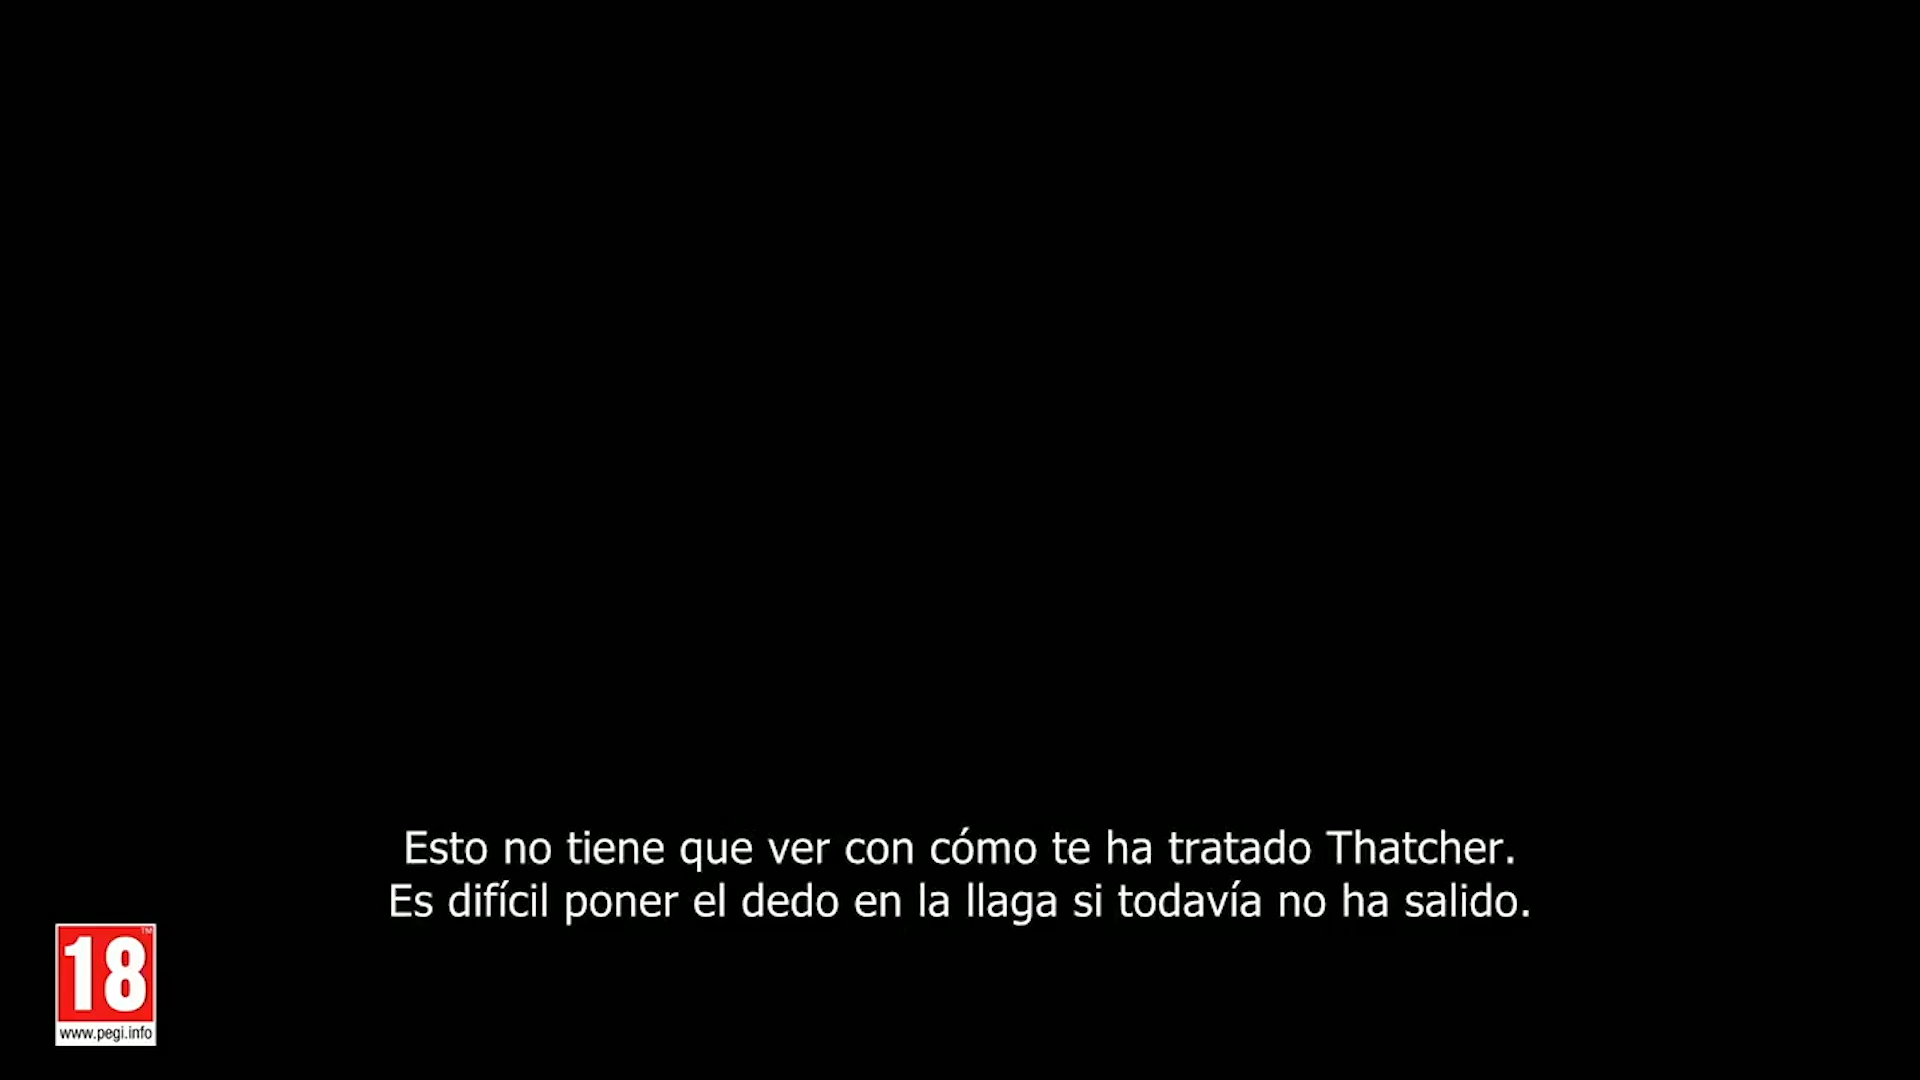 Esto no tiene que ver con cómo te ha tratado Thatcher.
Es difícil poner el dedo en la llaga si todavía no ha salido.
18™
www.pegi.info